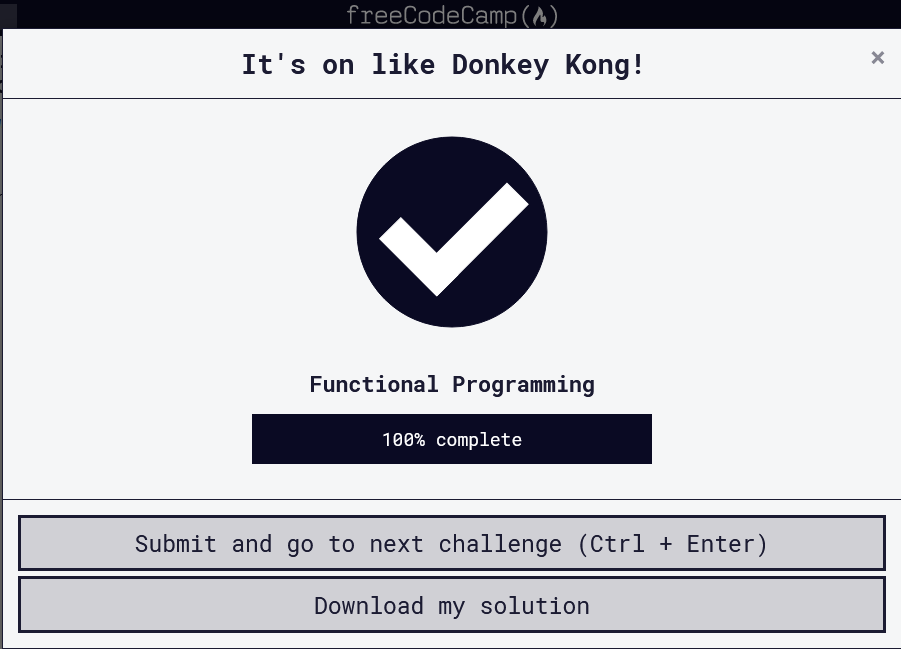 freeCodeCamp(🔥)
It's on like Donkey Kong!
×
Functional Programming
100% complete
Submit and go to next challenge (Ctrl + Enter)
Download my solution